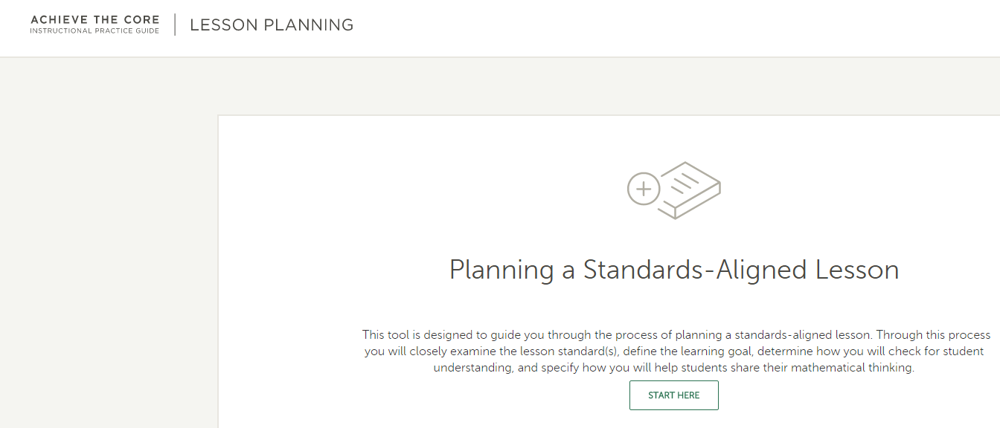 ACHIEVE THE CORE
INSTRUCTIONAL PRACTICE GUIDE
LESSON PLANNING
Planning a Standards-Aligned Lesson
This tool is designed to guide you through the process of planning a standards-aligned lesson. Through this process
you will closely examine the lesson standard(s), define the learning goal, determine how you will check for student
understanding, and specify how you will help students share their mathematical thinking.
START HERE